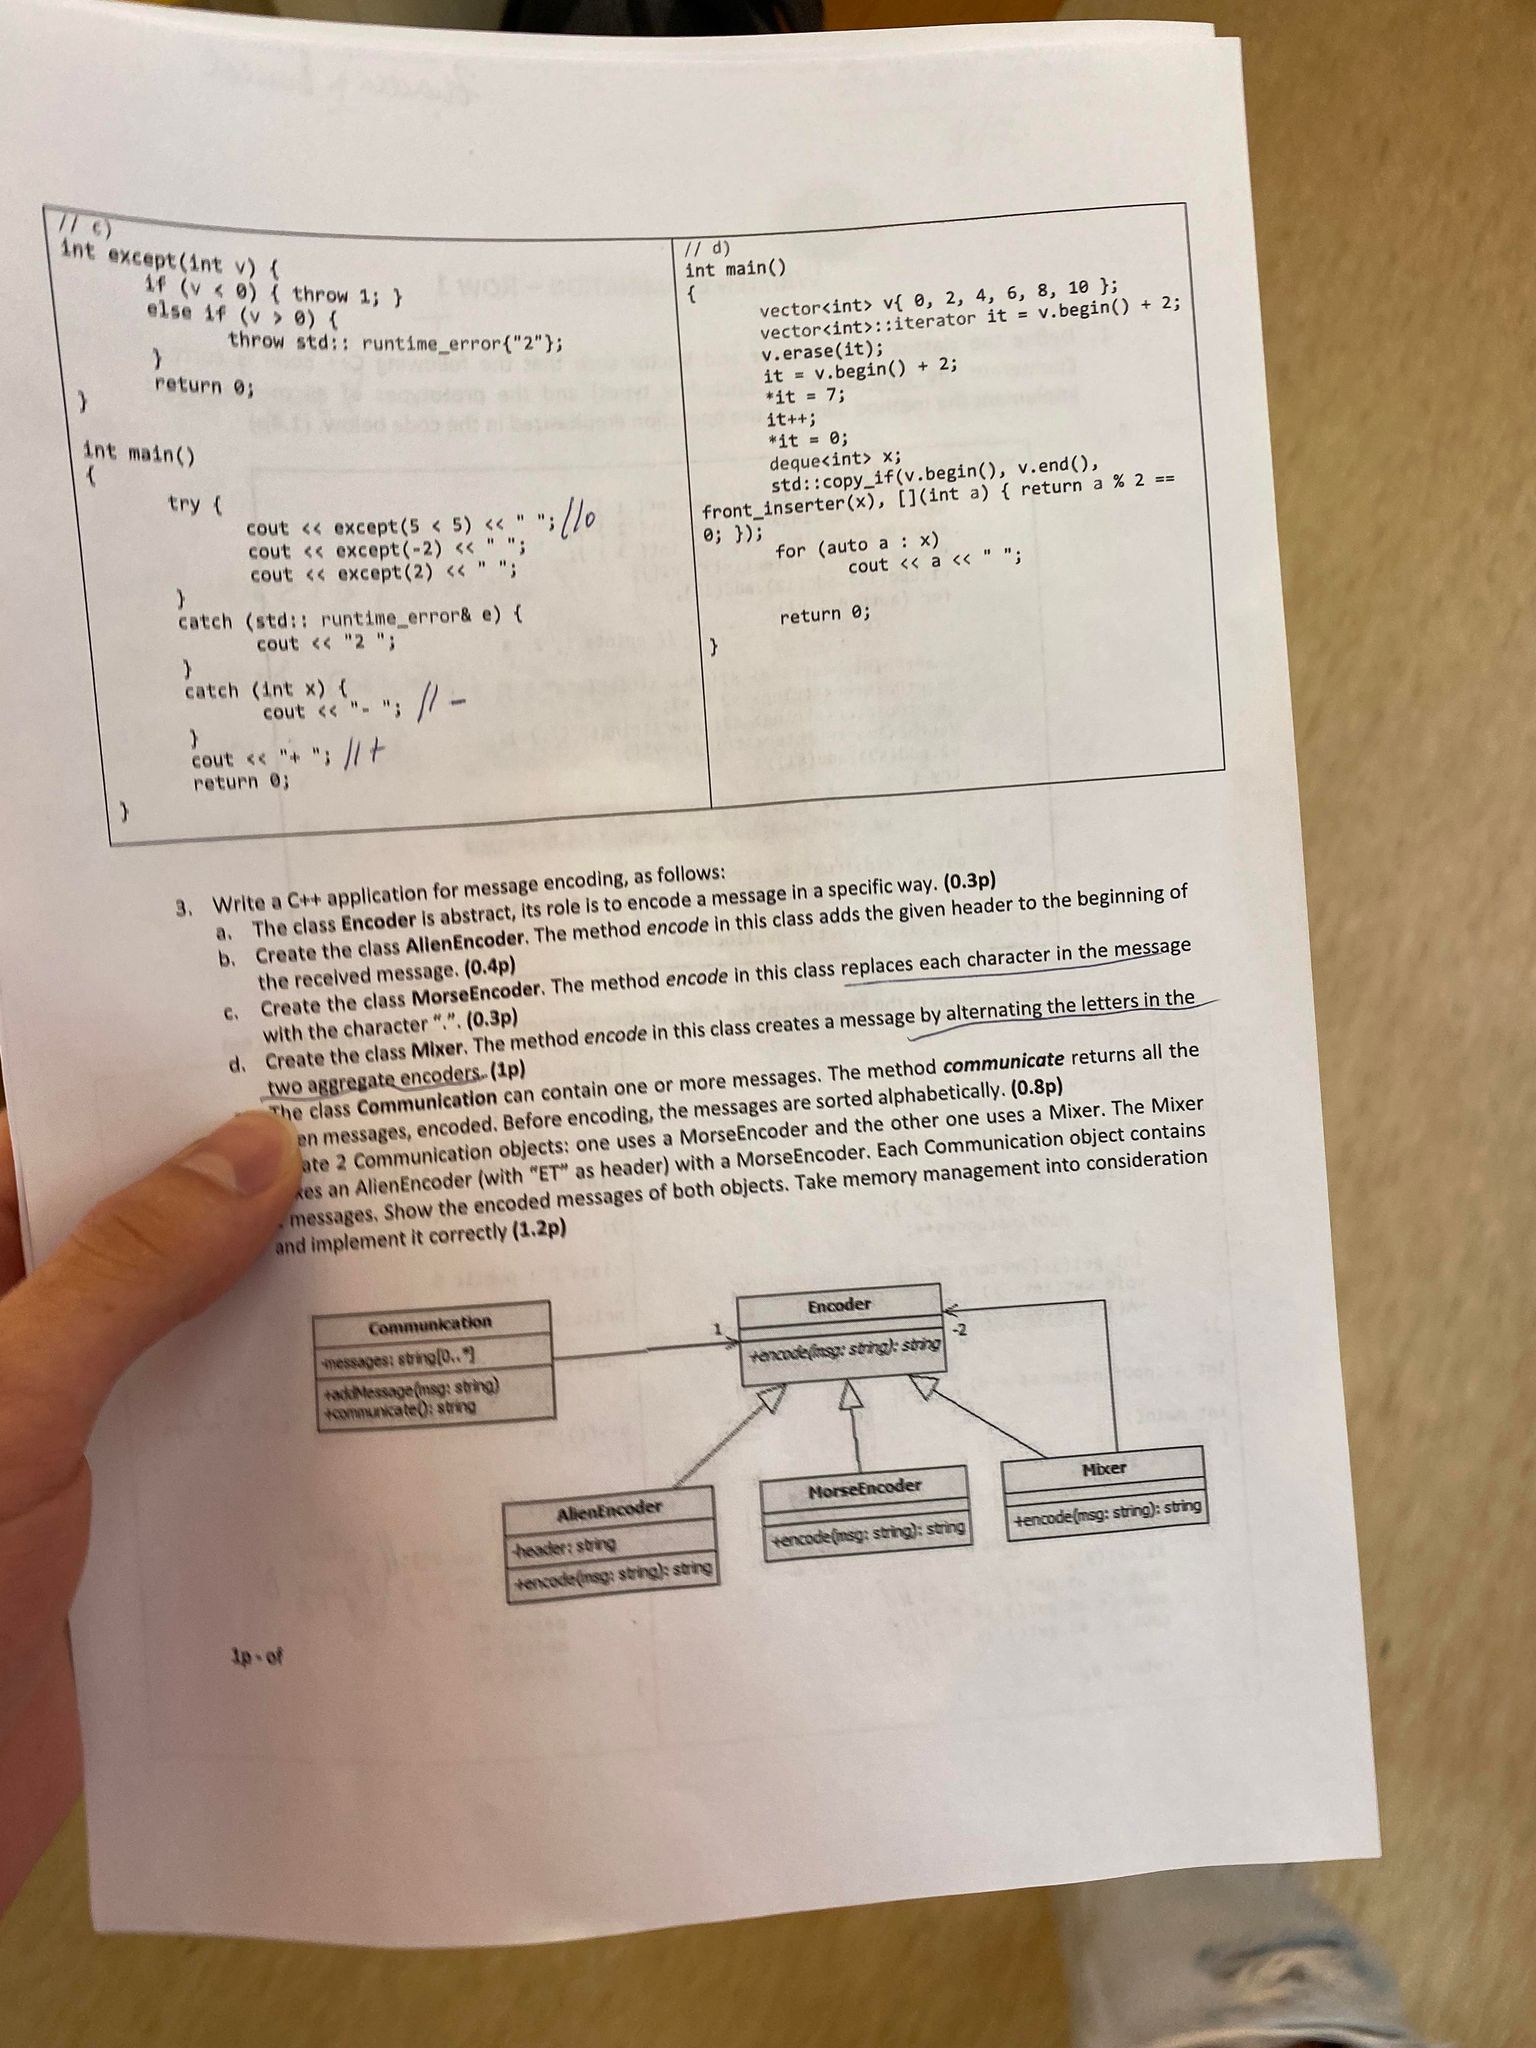 // c)
int except(int v) {
if (v < 0) { throw 1; }
else if (v > 0) {
throw std:: runtime_error{"2"};
}
return 0;
}
int main()
{
try {
cout << except(5 < 5) << " "; //0
cout << except(-2) << " ";
cout << except(2) << " ";
}
catch (std:: runtime_error& e) {
cout << "2 ";
}
catch (int x) {
cout << "- "; // -
}
cout << "+ "; // +
return 0;
}
// d)
int main()
{
vector<int> v{ 0, 2, 4, 6, 8, 10 };
vector<int>::iterator it = v.begin() + 2;
v.erase(it);
it = v.begin() + 2;
*it = 7;
it++;
*it = 0;
deque<int> x;
std::copy_if(v.begin(), v.end(),
front_inserter(x), [](int a) { return a % 2 ==
0; });
for (auto a : x)
cout << a << " ";
return 0;
}
3. Write a C++ application for message encoding, as follows:
a. The class Encoder is abstract, its role is to encode a message in a specific way. (0.3p)
b. Create the class AlienEncoder. The method encode in this class adds the given header to the beginning of
the received message. (0.4p)
c. Create the class MorseEncoder. The method encode in this class replaces each character in the message
with the character ".". (0.3p)
d. Create the class Mixer. The method encode in this class creates a message by alternating the letters in the
two aggregate encoders. (1p)
The class Communication can contain one or more messages. The method communicate returns all the
en messages, encoded. Before encoding, the messages are sorted alphabetically. (0.8p)
ate 2 Communication objects: one uses a MorseEncoder and the other one uses a Mixer. The Mixer
xes an AlienEncoder (with "ET" as header) with a MorseEncoder. Each Communication object contains
messages. Show the encoded messages of both objects. Take memory management into consideration
and implement it correctly (1.2p)
Communication
-messages: string[0..*]
+addMessage(msg: string)
+communicate(): string
1
Encoder
+encode(msg: string): string
-2
AlienEncoder
-header: string
+encode(msg: string): string
MorseEncoder
+encode(msg: string): string
Mixer
+encode(msg: string): string
1p - of